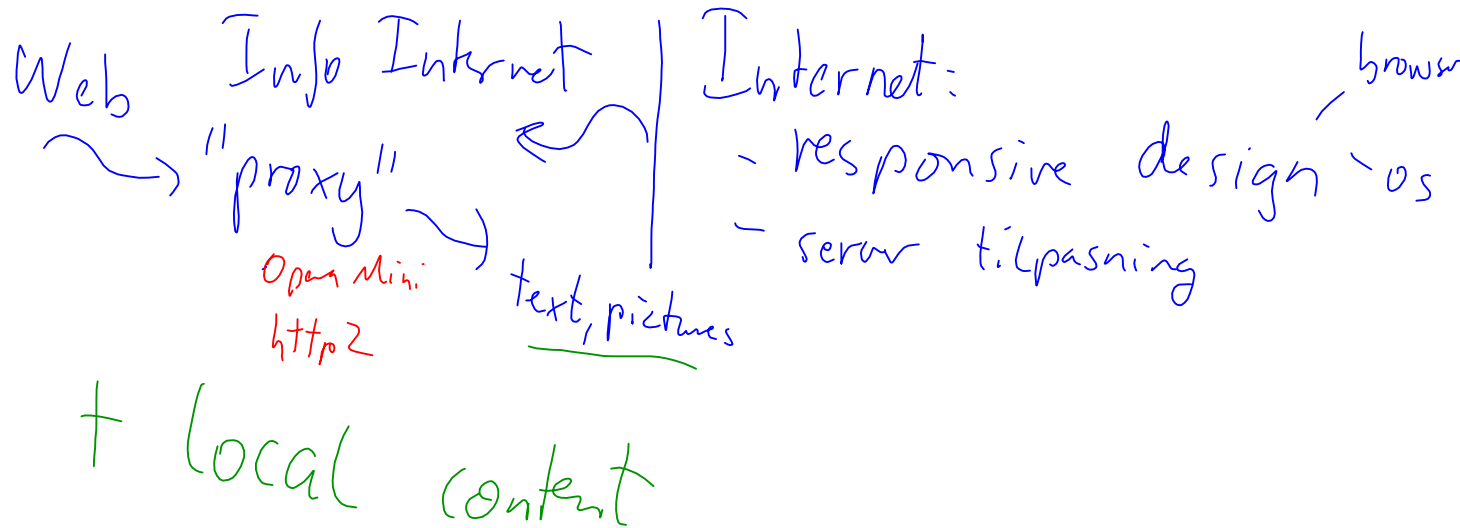 Web
Info Internet
"proxy"
Opera Mini
http2
text, pictures
+ local content
Internet:
- responsive design
browser
os
- server tilpasning